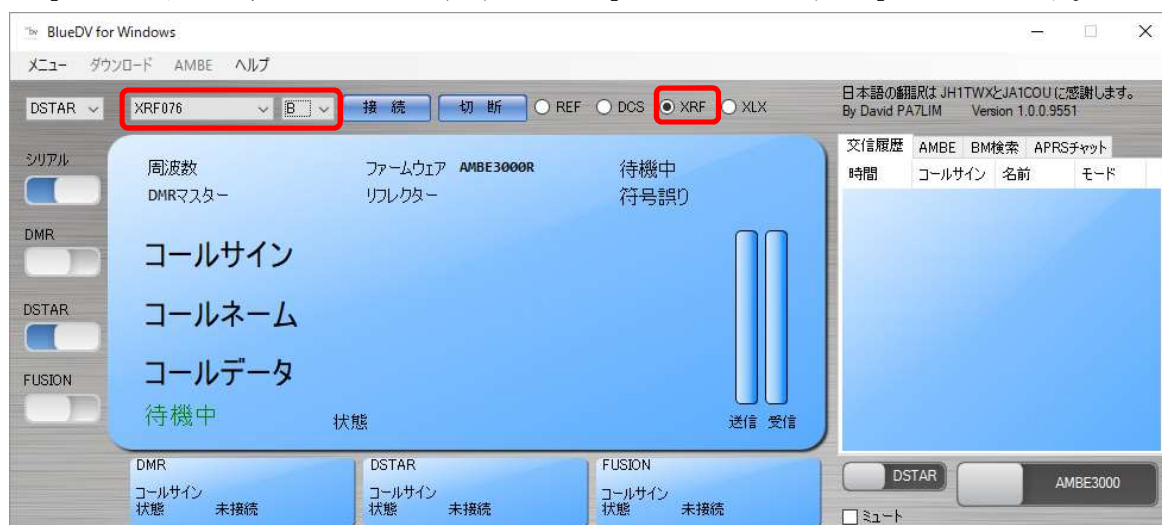 BlueDV for Windows
メニュー ダウンロード AMBE ヘルプ
DSTAR XRF076 B 接続 切断 REF DCS XRF XLX
日本語の翻訳は JH1TWXとJA1COUに感謝します。
By David PA7LIM Version 1.0.0.9551
交信履歴 AMBE BM検索 APRSチャット
時間 コールサイン 名前 モード
シリアル
DMR
DSTAR
FUSION
周波数 ファームウェア AMBE3000R 待機中
DMRマスター リフレクター 符号誤り
コールサイン
コールネーム
コールデータ
待機中 状態 送信 受信
DMR
コールサイン
状態 未接続
DSTAR
コールサイン
状態 未接続
FUSION
コールサイン
状態 未接続
DSTAR AMBE3000
ミュート